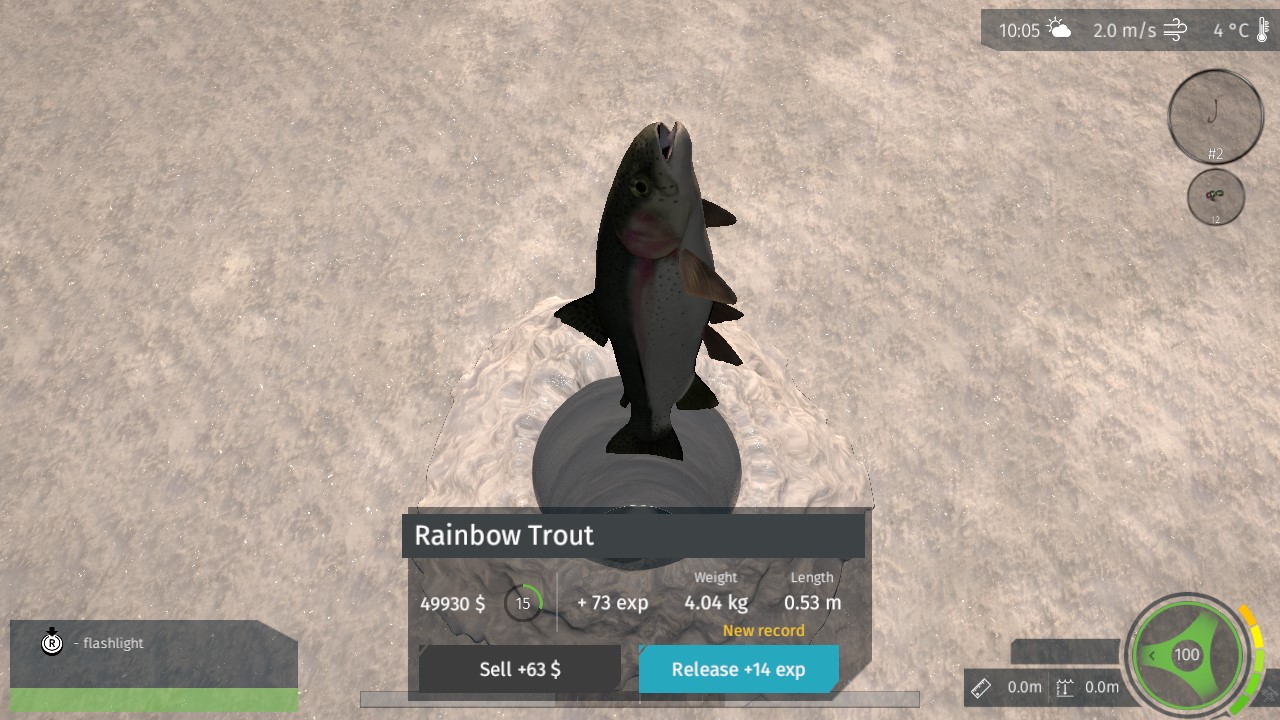 10:05 2.0 m/s 4 °C
#2
12
Rainbow Trout
Weight Length
49930 $ 15 + 73 exp 4.04 kg 0.53 m
New record
Sell +63 $ Release +14 exp
R - flashlight
< 100
0.0m 0.0m